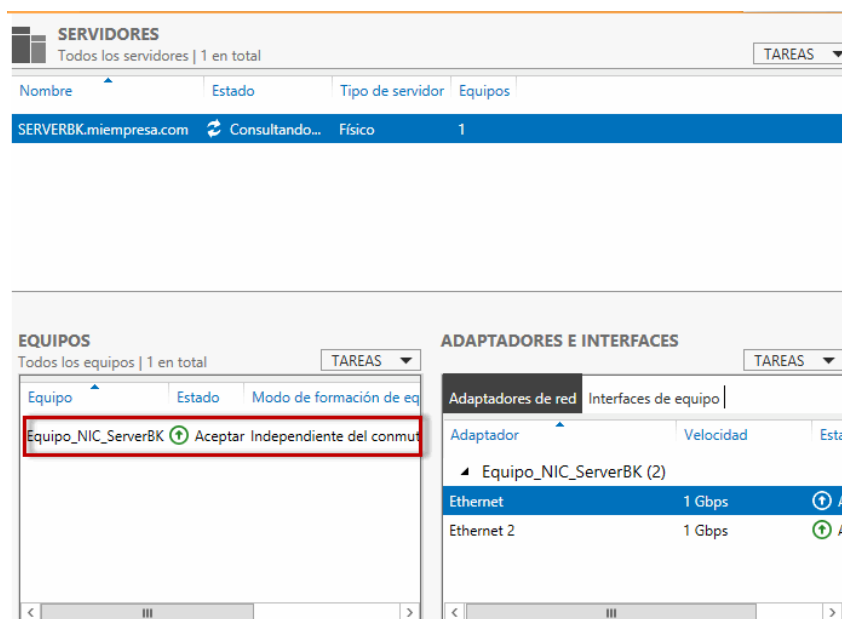 SERVIDORES
Todos los servidores | 1 en total
TAREAS
Nombre Estado Tipo de servidor Equipos
SERVERBK.miempresa.com Consultando... Físico 1
EQUIPOS
Todos los equipos | 1 en total
TAREAS
Equipo Estado Modo de formación de eq
Equipo_NIC_ServerBK Aceptar Independiente del conmut
ADAPTADORES E INTERFACES
TAREAS
Adaptadores de red Interfaces de equipo
Adaptador Velocidad Esta
Equipo_NIC_ServerBK (2)
Ethernet 1 Gbps A
Ethernet 2 1 Gbps A